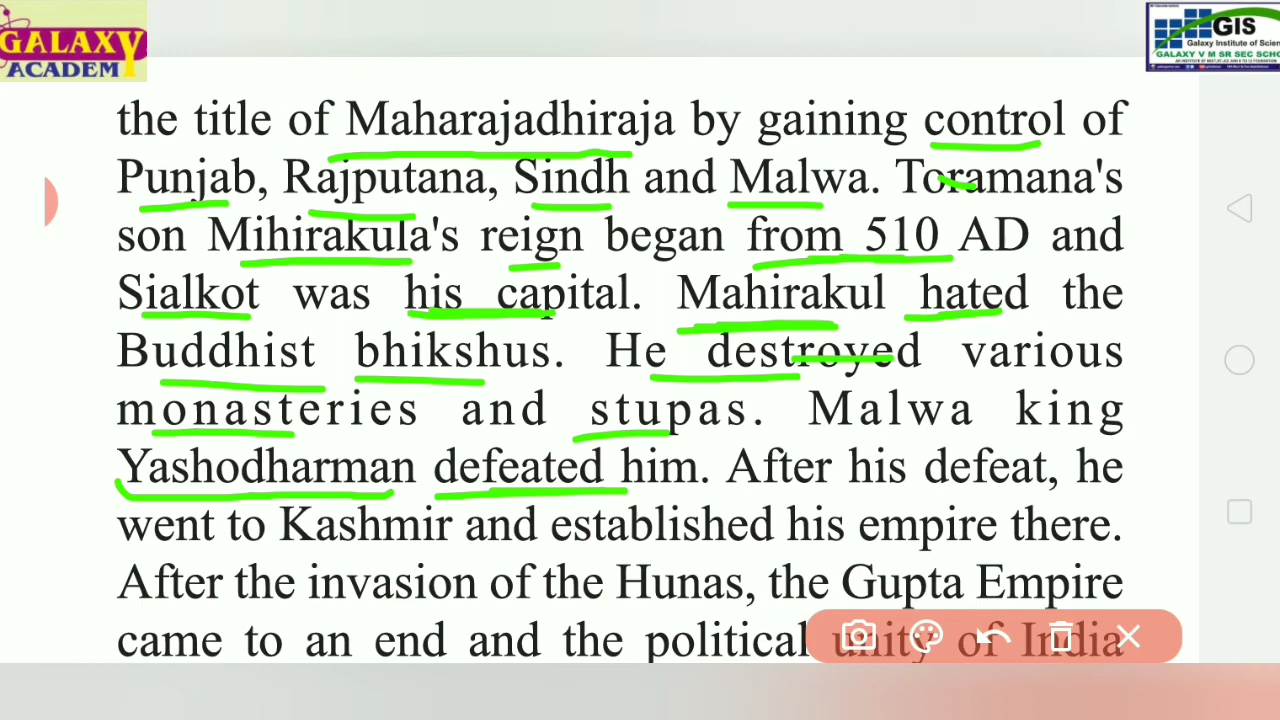 GALAXY
ACADEMY
GIS
Galaxy Institute of Scien
GALAXY V M SR SEC SCHO
the title of Maharajadhiraja by gaining control of
Punjab, Rajputana, Sindh and Malwa. Toramana's
son Mihirakula's reign began from 510 AD and
Sialkot was his capital. Mahirakul hated the
Buddhist bhikshus. He destroyed various
monasteries and stupas. Malwa king
Yashodharman defeated him. After his defeat, he
went to Kashmir and established his empire there.
After the invasion of the Hunas, the Gupta Empire
came to an end and the political unity of India